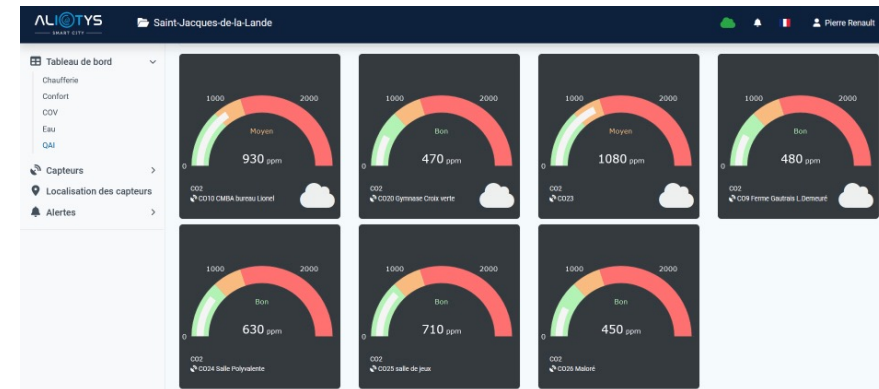 ALIOTYS
SMART CITY
Saint-Jacques-de-la-Lande
Pierre Renault
Tableau de bord
Chaufferie
Confort
COV
Eau
QAI
Capteurs
Localisation des capteurs
Alertes
1000 2000
Moyen
0
930 ppm
CO2
CO10 CMBA bureau Lionel
1000 2000
Bon
0
470 ppm
CO2
CO20 Gymnase Croix verte
1000 2000
Moyen
0
1080 ppm
CO2
CO23
1000 2000
Bon
0
480 ppm
CO2
CO9 Ferme Gautrais L.Demeuré
1000 2000
Bon
0
630 ppm
CO2
CO24 Salle Polyvalente
1000 2000
Bon
0
710 ppm
CO2
CO25 salle de jeux
1000 2000
Bon
0
450 ppm
CO2
CO26 Maloré